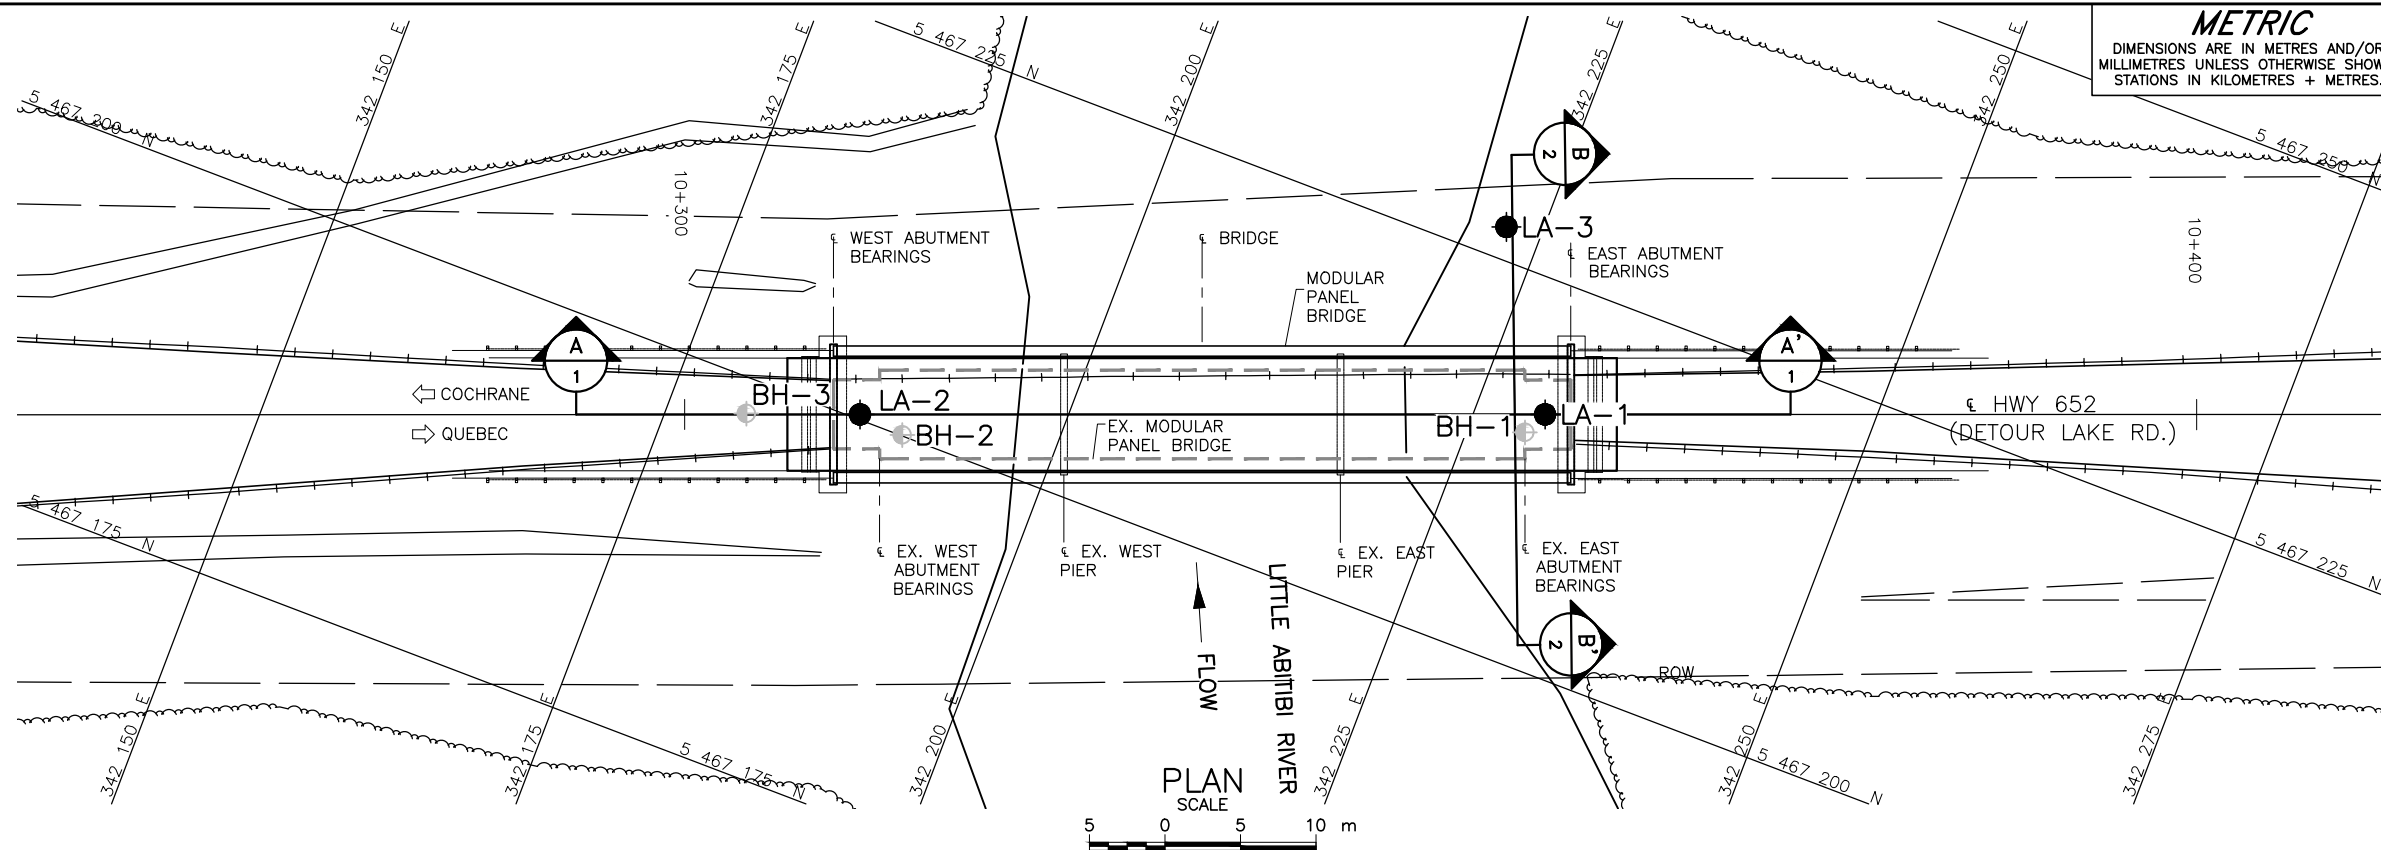 METRIC
DIMENSIONS ARE IN METRES AND/OR
MILLIMETRES UNLESS OTHERWISE
STATIONS IN KILOMETRES + METRES.
342 150 E
342 175 E
342 200 E
342 225 E
342 250 E
5 467 225 N
5 467 200 N
5 467 250 N
10+300
10+400
B
2
LA-3
℄ WEST ABUTMENT
BEARINGS
℄ BRIDGE
℄ EAST ABUTMENT
BEARINGS
MODULAR
PANEL
BRIDGE
A
1
A'
1
COCHRANE
QUEBEC
BH-3
LA-2
BH-2
EX. MODULAR
PANEL BRIDGE
BH-1
LA-1
℄ HWY 652
(DETOUR LAKE RD.)
5 467 175 N
℄ EX. WEST
ABUTMENT
BEARINGS
℄ EX. WEST
PIER
℄ EX. EAST
PIER
℄ EX. EAST
ABUTMENT
BEARINGS
5 467 225 N
FLOW
LITTLE ABITIBI RIVER
B'
2
ROW
342 150 E
342 175 E
342 200 E
342 225 E
342 250 E
342 275 E
5 467 175 N
5 467 200 N
PLAN
SCALE
5 0 5 10 m